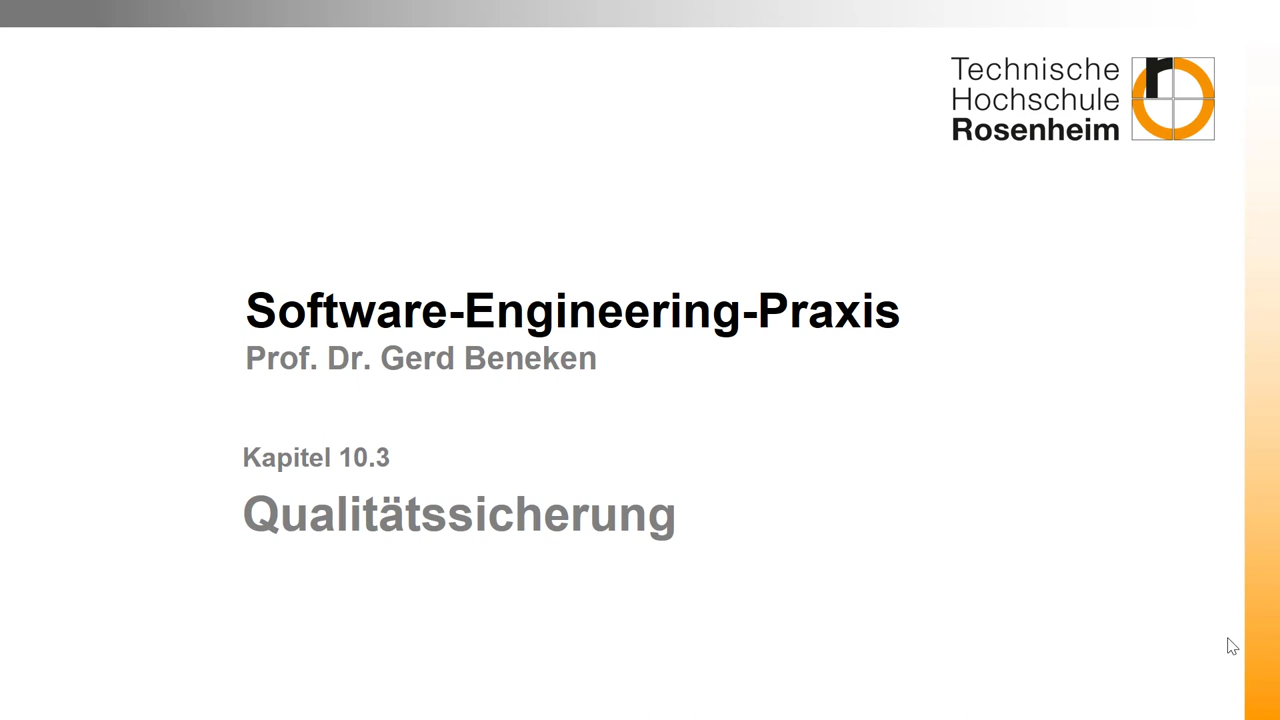 Technische
Hochschule
Rosenheim
Software-Engineering-Praxis
Prof. Dr. Gerd Beneken
Kapitel 10.3
Qualitätssicherung